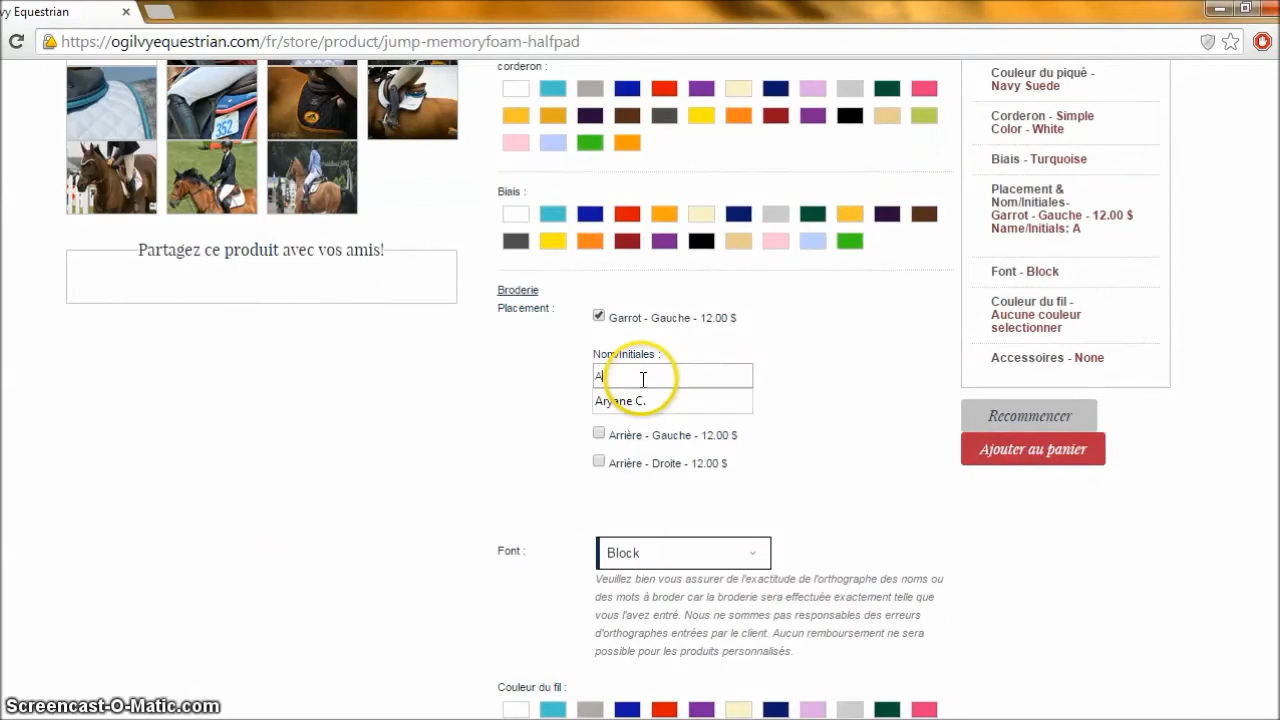 vy Equestrian
https://ogilvyequestrian.com/fr/store/product/jump-memoryfoam-halfpad
352
Partagez ce produit avec vos amis!
corderon :
Biais :
Broderie
Placement :
Garrot - Gauche - 12.00 $
Nom/Initiales :
A
Aryane C.
Arrière - Gauche - 12.00 $
Arrière - Droite - 12.00 $
Font :
Block
Veuillez bien vous assurer de l'exactitude de l'orthographe des noms ou
des mots à broder car la broderie sera effectuée exactement telle que
vous l'avez entré. Nous ne sommes pas responsables des erreurs
d'orthographes entrées par le client. Aucun remboursement ne sera
possible pour les produits personnalisés.
Couleur du fil :
Couleur du piqué -
Navy Suede
Corderon - Simple
Color - White
Biais - Turquoise
Placement &
Nom/Initiales-
Garrot - Gauche - 12.00 $
Name/Initials: A
Font - Block
Couleur du fil -
Aucune couleur
selectionner
Accessoires - None
Recommencer
Ajouter au panier
Screencast-O-Matic.com